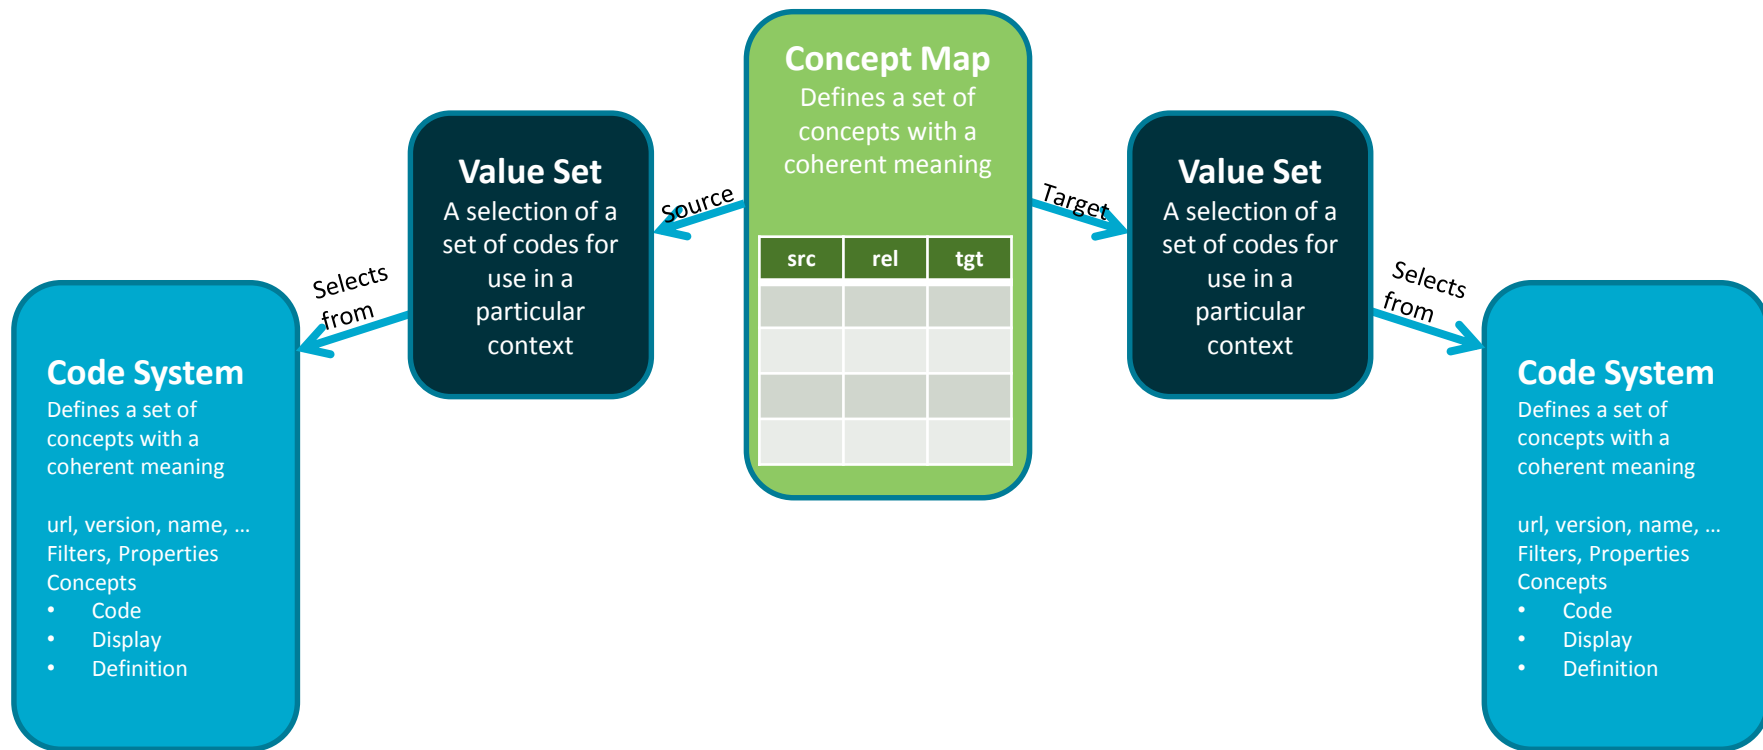 Concept Map
Defines a set of
concepts with a
coherent meaning
src rel tgt
Source
Target
Value Set
A selection of a
set of codes for
use in a
particular
context
Value Set
A selection of a
set of codes for
use in a
particular
context
Selects
from
Selects
from
Code System
Defines a set of
concepts with a
coherent meaning
url, version, name, ...
Filters, Properties
Concepts
• Code
• Display
• Definition
Code System
Defines a set of
concepts with a
coherent meaning
url, version, name, ...
Filters, Properties
Concepts
• Code
• Display
• Definition